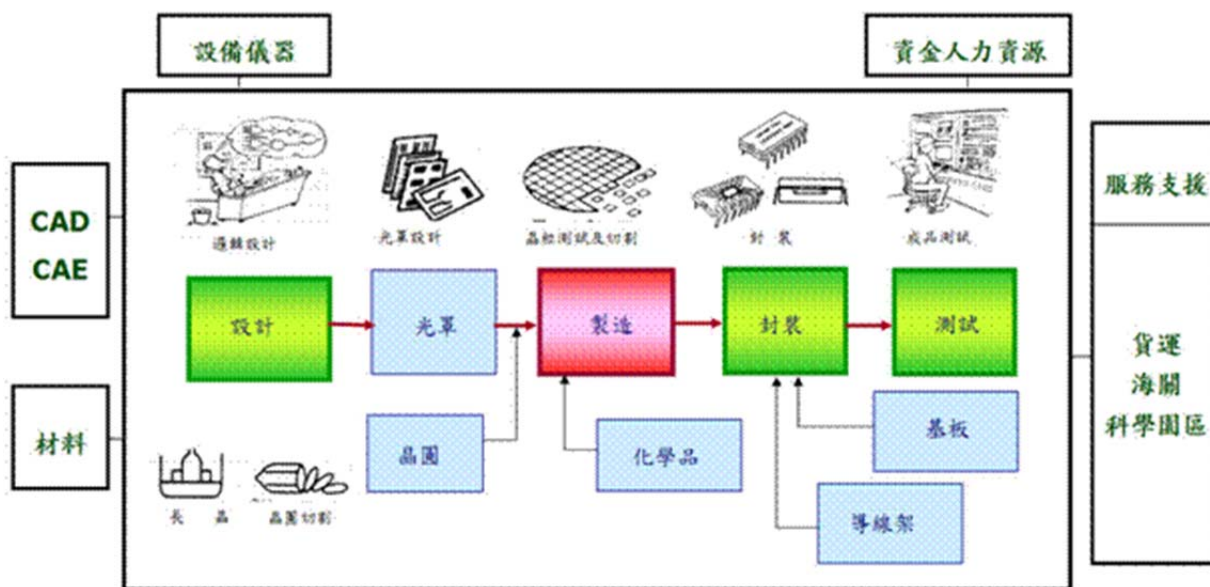 設備儀器
資金人力資源
CAD
CAE
材料
服務支援
貨運
海關
科學園區
邏輯設計
光罩設計
晶粒測試及切割
封 裝
成品測試
設計
光罩
製造
封裝
測試
晶圓
化學品
基板
導線架
長 晶
晶圓切割